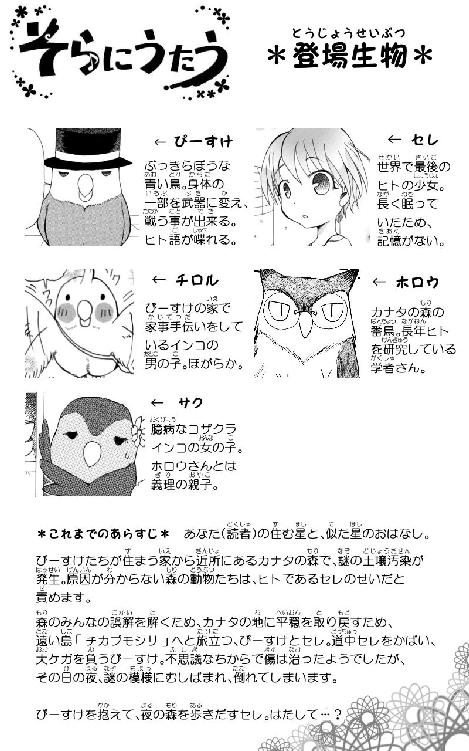 そらにうたう
＊登場生物＊
とうじょうせいぶつ
← ぴーすけ
ぶっきらぼうな
青い鳥。身体の
一部を武器に変え、
戦う事が出来る。
ヒト語が喋れる。
← セレ
世界で最後の
ヒトの少女。
長く眠って
いたため、
記憶がない。
← チロル
ぴーすけの家で
家事手伝いをして
いるインコの
男の子。ほがらか。
← ホロウ
カナタの森の
番鳥。長年ヒト
を研究している
学者さん。
← サク
臆病なコザクラ
インコの女の子。
ホロウさんとは
義理の親子。
＊これまでのあらすじ＊ あなた(読者)の住む星と、似た星のおはなし。
ぴーすけたちが住まう家から近所にあるカナタの森で、謎の土壌汚染が
発生。原因が分からない森の動物たちは、ヒトであるセレのせいだと
責めます。
森のみんなの誤解を解くため、カナタの地に平穏を取り戻すため、
遠い島「チカプモシリ」へと旅立つ、ぴーすけとセレ。道中セレをかばい、
大ケガを負うぴーすけ。不思議なちからで傷は治ったようでしたが、
その日の夜、謎の模様にむしばまれ、倒れてしまいます。
ぴーすけを抱えて、夜の森を歩きだすセレ。はたして…？